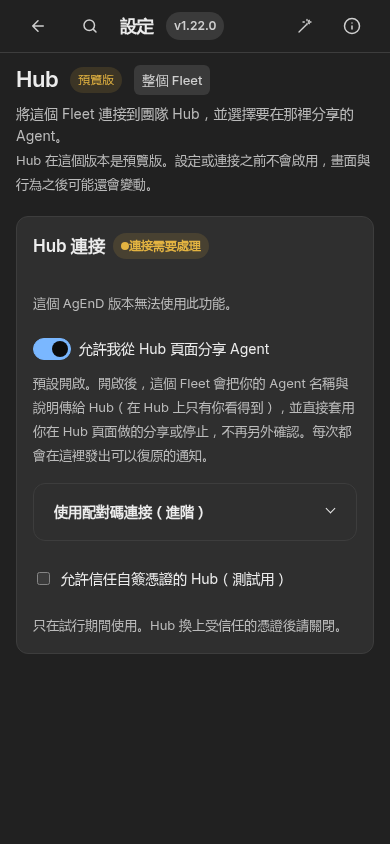 設定 v1.22.0
Hub 預覽版 整個 Fleet
將這個 Fleet 連接到團隊 Hub，並選擇要在那裡分享的
Agent。
Hub 在這個版本是預覽版。設定或連接之前不會啟用，畫面與
行為之後可能還會變動。
Hub 連接 連接需要處理
這個 AgEnD 版本無法使用此功能。
允許我從 Hub 頁面分享 Agent
預設開啟。開啟後，這個 Fleet 會把你的 Agent 名稱與
說明傳給 Hub（在 Hub 上只有你看得到），並直接套用
你在 Hub 頁面做的分享或停止，不再另外確認。每次都
會在這裡發出可以復原的通知。
使用配對碼連接（進階）
允許信任自簽憑證的 Hub（測試用）
只在試行期間使用。Hub 換上受信任的憑證後請關閉。